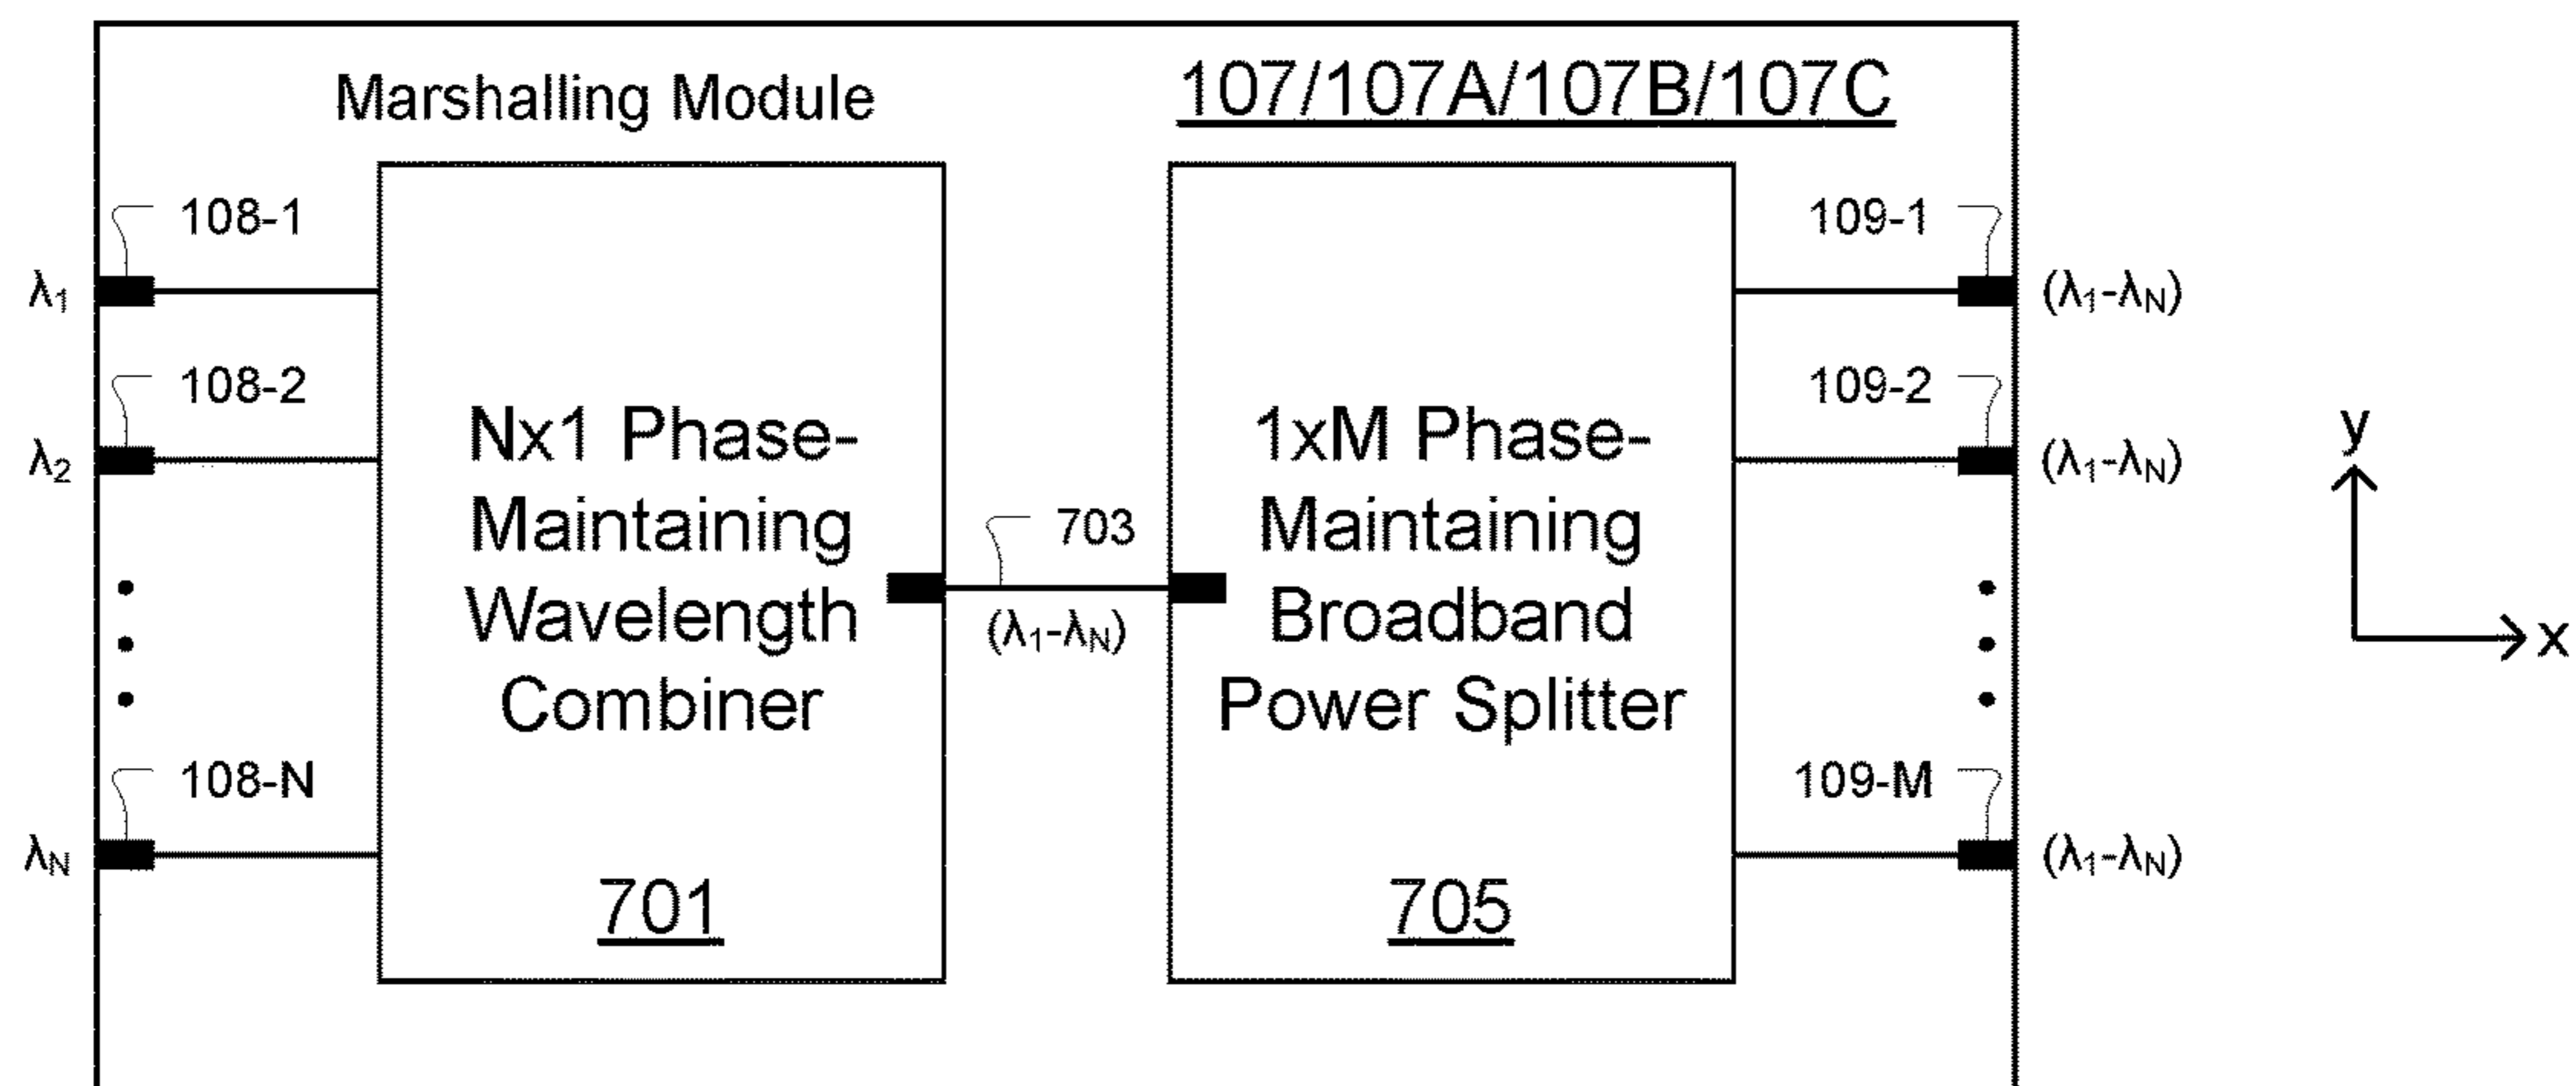 Marshalling Module
107/107A/107B/107C
108-1
λ1
108-2
λ2
108-N
λN
Nx1 Phase-
Maintaining
Wavelength
Combiner
701
703
(λ1-λN)
1xM Phase-
Maintaining
Broadband
Power Splitter
705
109-1
(λ1-λN)
109-2
(λ1-λN)
109-M
(λ1-λN)
y
x